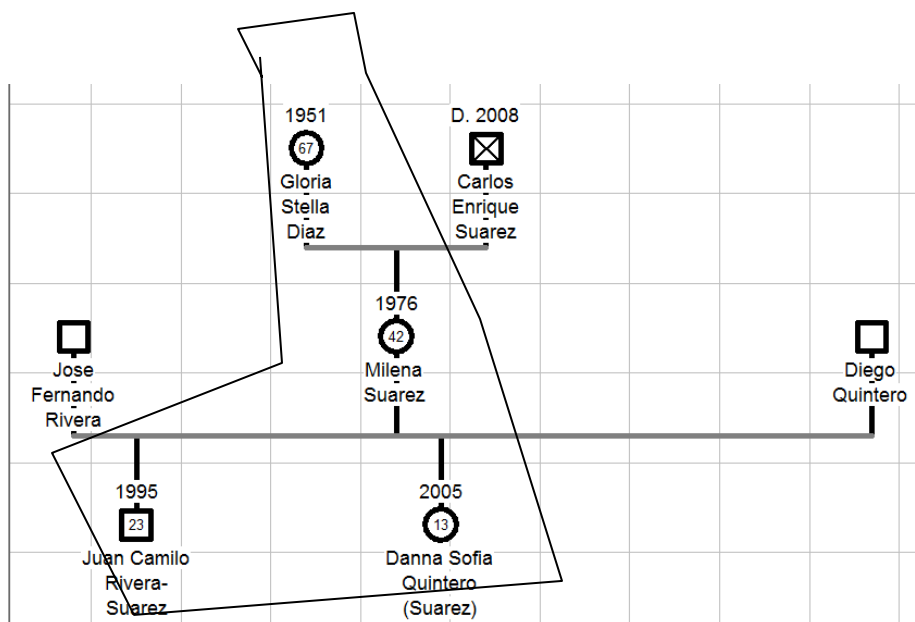 1951
D. 2008
67
Gloria
Stella
Diaz
Carlos
Enrique
Suarez
1976
42
Jose
Fernando
Rivera
Milena
Suarez
Diego
Quintero
1995
2005
23
13
Juan Camilo
Rivera-
Suarez
Danna Sofia
Quintero
(Suarez)